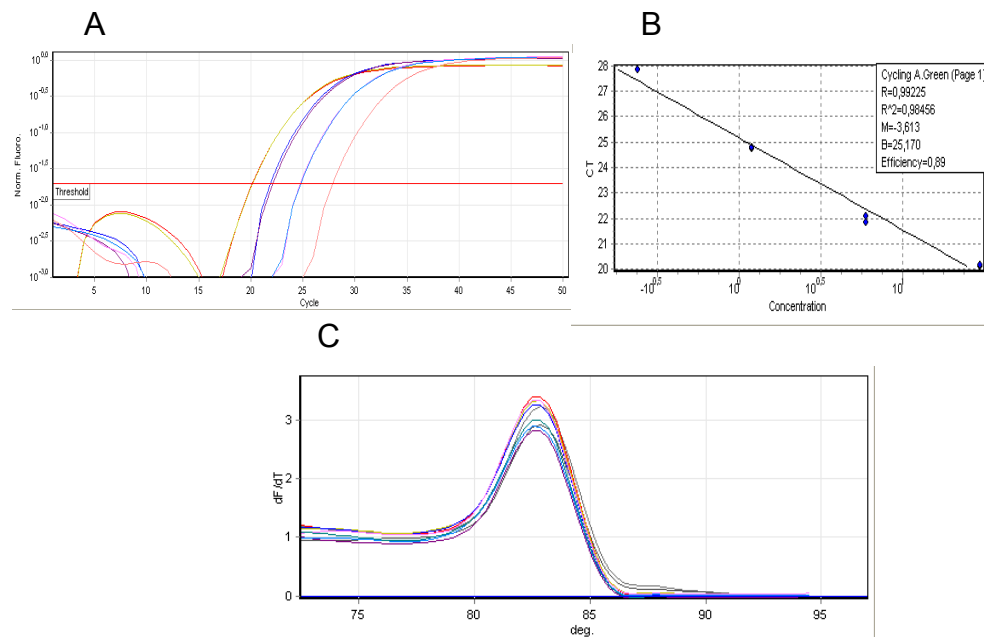 A
B
Norm. Fluoro.
10^0,0
10^-0,5
10^-1,0
10^-1,5
10^-2,0
10^-2,5
10^-3,0
Threshold
5 10 15 20 25 30 35 40 45 50
Cycle
CT
28
27
26
25
24
23
22
21
20
Cycling A.Green (Page 1)
R=0,99225
R^2=0,98456
M=-3,613
B=25,170
Efficiency=0,89
-10^0,5 10^0 10^0,5 10^1
Concentration
C
dF/dT
3
2
1
0
75 80 85 90 95
deg.